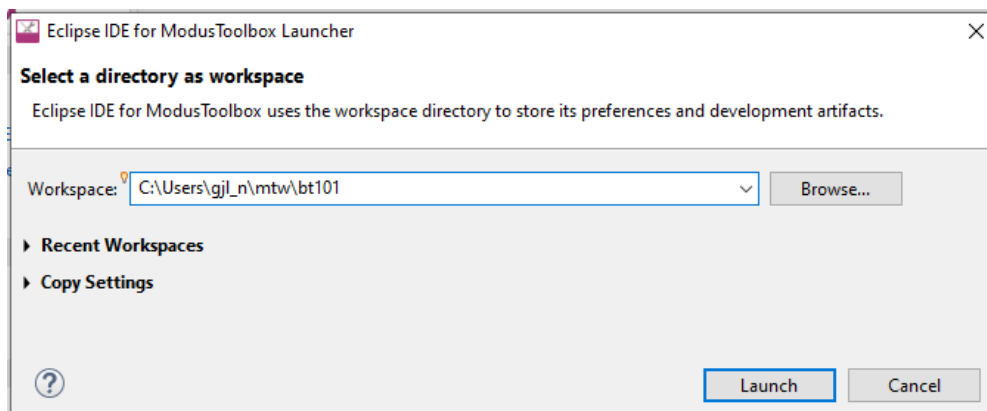 Eclipse IDE for ModusToolbox Launcher
Select a directory as workspace
Eclipse IDE for ModusToolbox uses the workspace directory to store its preferences and development artifacts.
Workspace: C:\Users\gjl_n\mtw\bt101 Browse...
Recent Workspaces
Copy Settings
? Launch Cancel